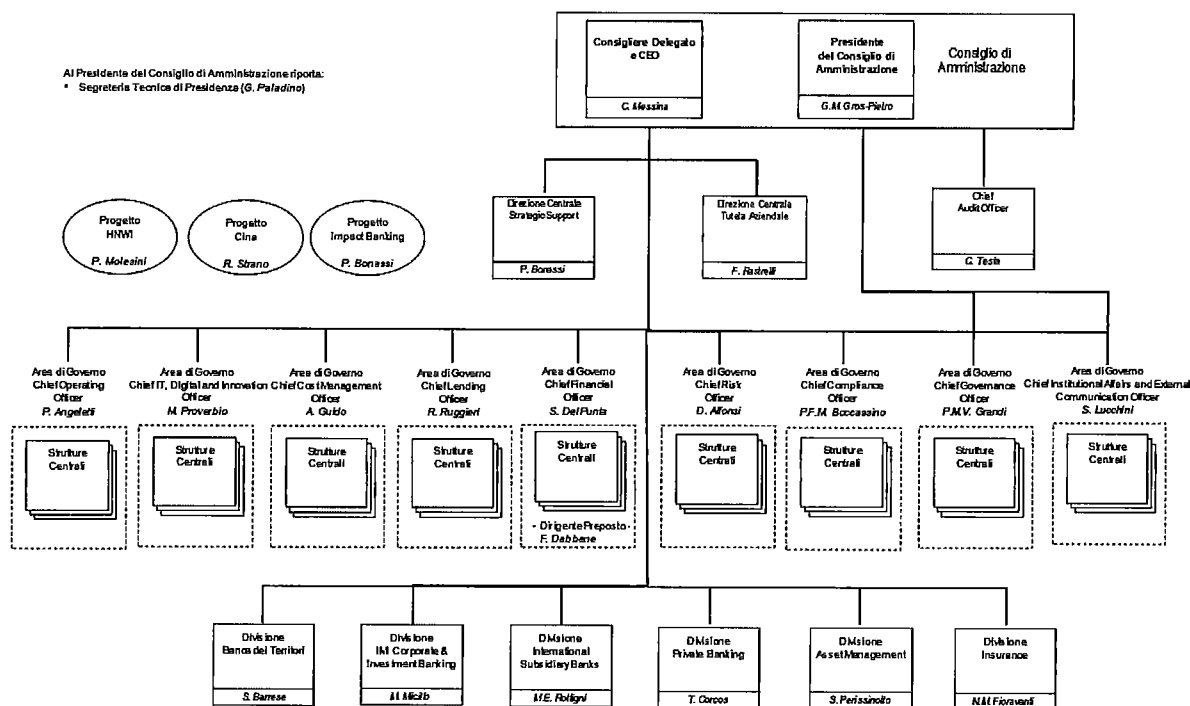 Consigliere Delegato
e CEO
C. Messina
Presidente
del Consiglio di
Amministrazione
G.M. Gros-Pietro
Consiglio di
Amministrazione
Al Presidente del Consiglio di Amministrazione riporta:
• Segreteria Tecnica di Presidenza (G. Paladino)
Progetto
HNWI
P. Molesini
Progetto
Cina
R. Strano
Progetto
Impact Banking
P. Bonassi
Direzione Centrale
Strategic Support
P. Bonassi
Direzione Centrale
Tutela Aziendale
F. Rastrelli
Chief
Audit Officer
G. Testa
Area di Governo
Chief Operating
Officer
P. Angeletti
Area di Governo
Chief IT, Digital and Innovation
Officer
M. Proverbio
Area di Governo
Chief Cost Management
Officer
A. Guido
Area di Governo
Chief Lending
Officer
R. Ruggieri
Area di Governo
Chief Financial
Officer
S. Del Punta
Area di Governo
Chief Risk
Officer
D. Alfonsi
Area di Governo
Chief Compliance
Officer
P.F.M. Boccassino
Area di Governo
Chief Governance
Officer
P.M.V. Grandi
Area di Governo
Chief Institutional Affairs and External
Communication Officer
S. Lucchini
Strutture
Centrali
Strutture
Centrali
Strutture
Centrali
Strutture
Centrali
Strutture
Centrali
- Dirigente Preposto -
F. Dabbene
Strutture
Centrali
Strutture
Centrali
Strutture
Centrali
Strutture
Centrali
Divisione
Banca dei Territori
S. Barrese
Divisione
IMI Corporate &
Investment Banking
M. Micillo
Divisione
International
Subsidiary Banks
M.E. Rottigni
Divisione
Private Banking
T. Corcos
Divisione
Asset Management
S. Perissinotto
Divisione
Insurance
N.M. Fioravanti